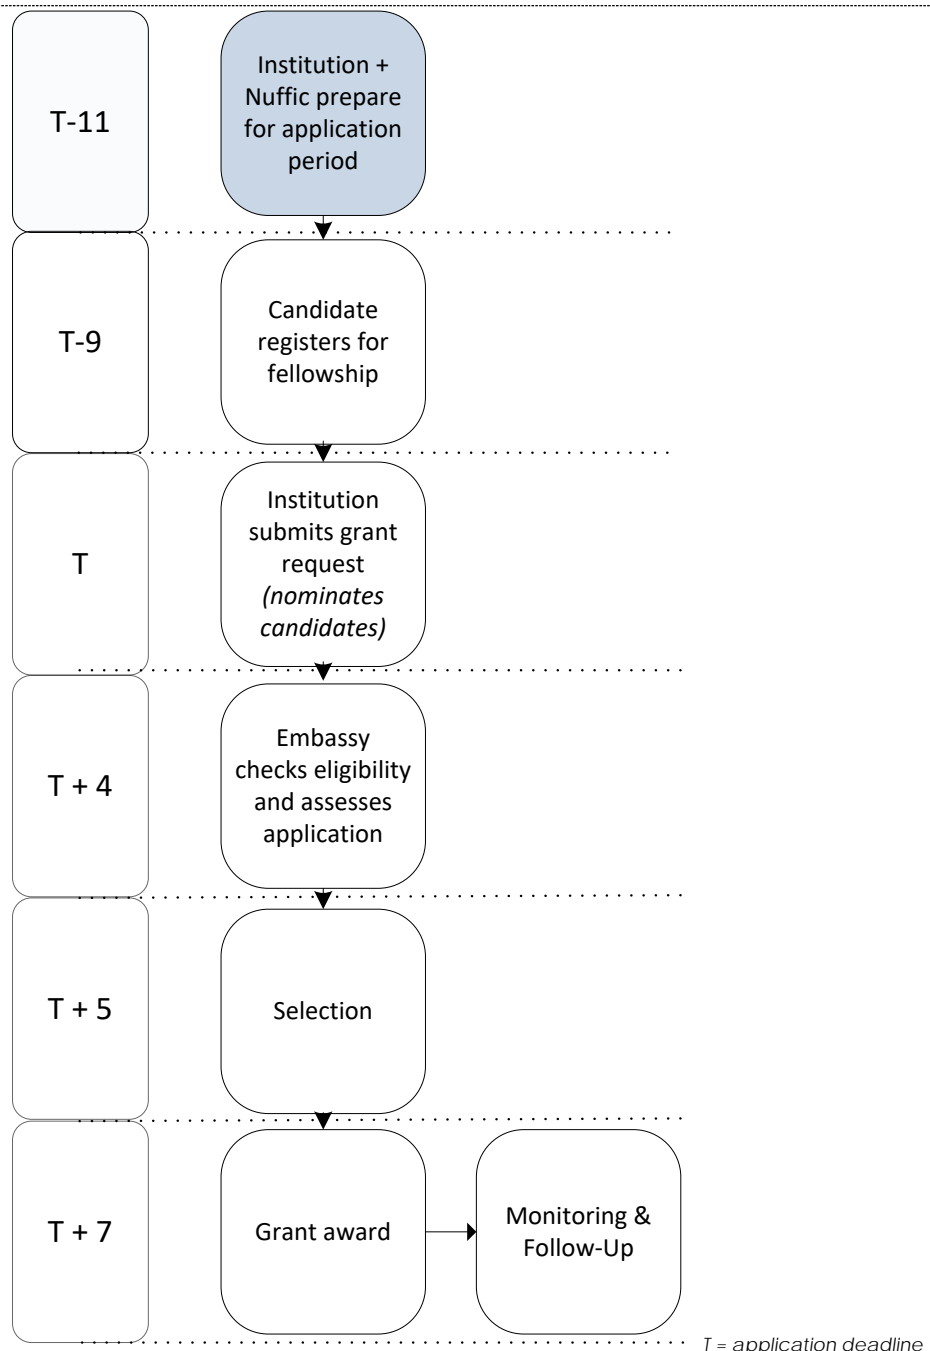 T-11
Institution +
Nuffic prepare
for application
period
T-9
Candidate
registers for
fellowship
T
Institution
submits grant
request
(nominates
candidates)
T + 4
Embassy
checks eligibility
and assesses
application
T + 5
Selection
T + 7
Grant award
Monitoring &
Follow-Up
T = application deadline